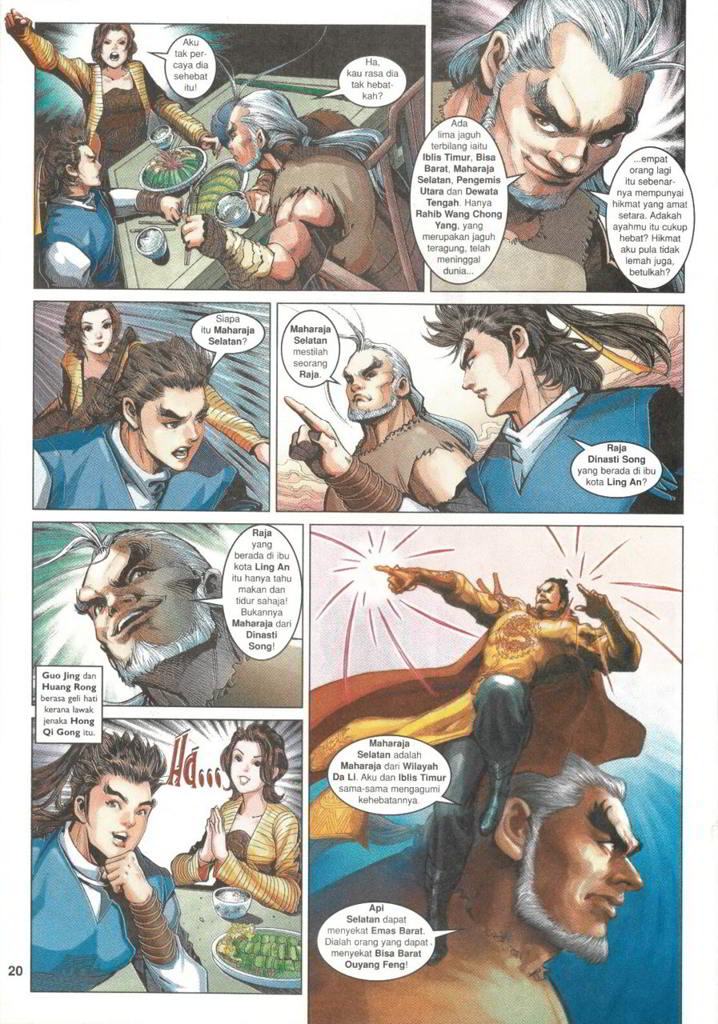 Aku
tak per-
caya dia
sehebat
itu!
Ha,
kau rasa dia
tak hebat-
kah?
Ada
lima jaguh
terbilang iaitu
Iblis Timur, Bisa
Barat, Maharaja
Selatan, Pengemis
Utara dan Dewata
Tengah. Hanya
Rahib Wang Chong
Yang, yang
merupakan jaguh
teragung, telah
meninggal
dunia...
...empat
orang lagi
itu sebenar-
nya mempunyai
hikmat yang amat
setara. Adakah
ayahmu itu cukup
hebat? Hikmat
aku pula tidak
lemah juga,
betulkah?
Siapa
itu Maharaja
Selatan?
Maharaja
Selatan
mestilah
seorang
Raja.
Raja
Dinasti Song
yang berada di ibu
kota Ling An?
Raja
yang
berada di ibu
kota Ling An
itu hanya tahu
makan dan
tidur sahaja!
Bukannya
Maharaja dari
Dinasti
Song!
Guo Jing dan
Huang Rong
berasa geli hati
kerana lawak
jenaka Hong
Qi Gong itu.
Ha...
Maharaja
Selatan adalah
Maharaja dari Wilayah
Da Li. Aku dan Iblis Timur
sama-sama mengagumi
kehebatannya.
Api
Selatan dapat
menyekat Emas Barat.
Dialah orang yang dapat
menyekat Bisa Barat
Ouyang Feng!
20